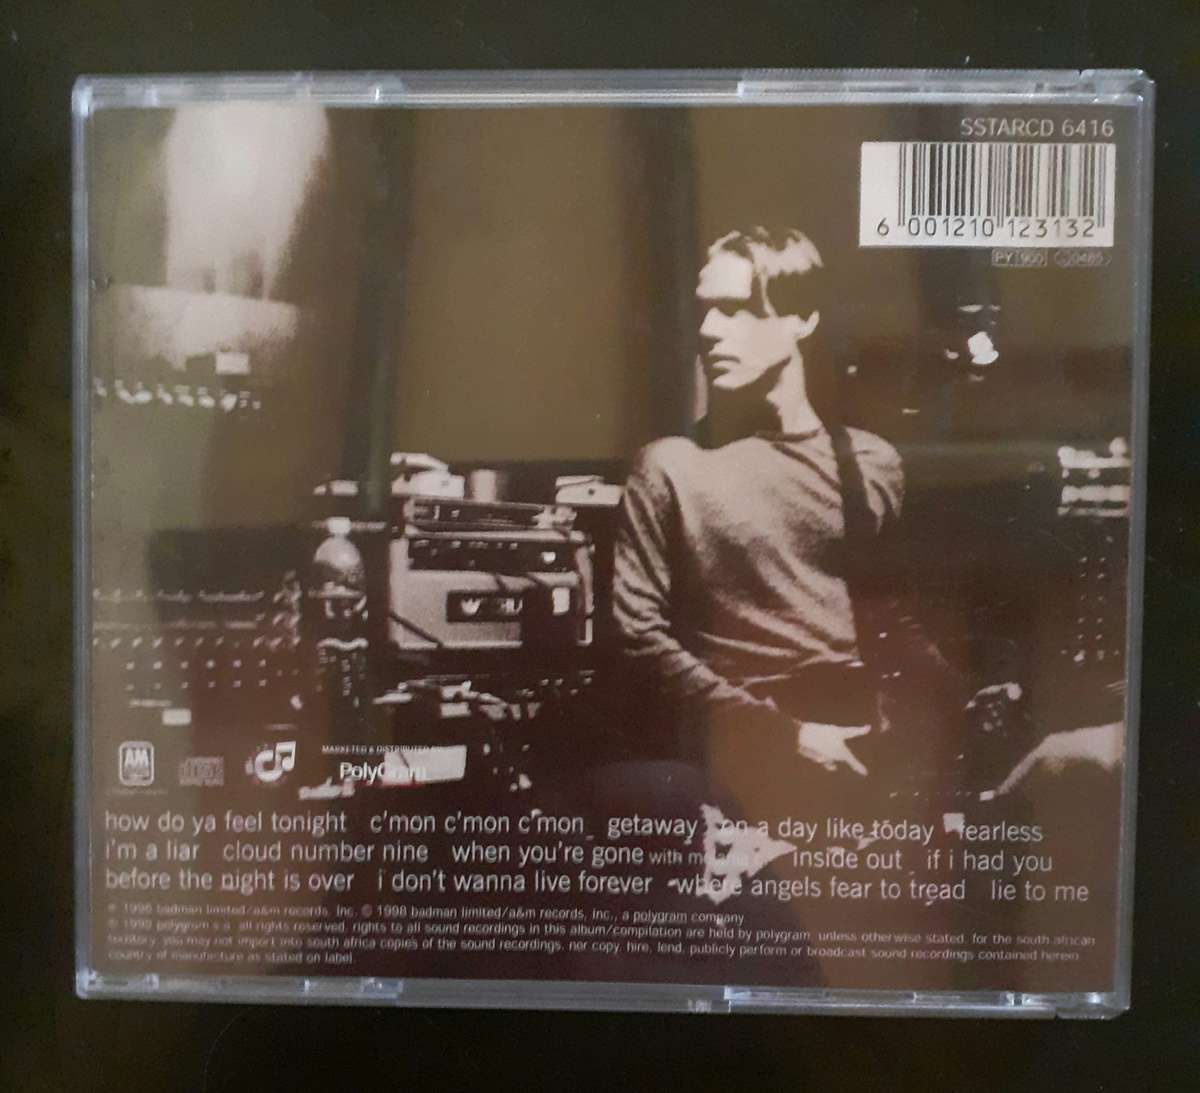 SSTARCD 6416
6 001210 123132
PY 900 0485
AM
MARKETED & DISTRIBUTED BY
PolyGram
how do ya feel tonight c'mon c'mon c'mon getaway on a day like today fearless
i'm a liar cloud number nine when you're gone with inside out if i had you
before the night is over i don't wanna live forever where angels fear to tread lie to me
badman limited/a&m records, inc. © 1998 badman limited/a&m records, inc., a polygram company.
polygram s.a. all rights reserved. rights to all sound recordings in this album/compilation are held by polygram, unless otherwise stated, for the south african
territory. you may not import into south africa copies of the sound recordings, nor copy, hire, lend, publicly perform or broadcast sound recordings contained herein.
country of manufacture as stated on label.